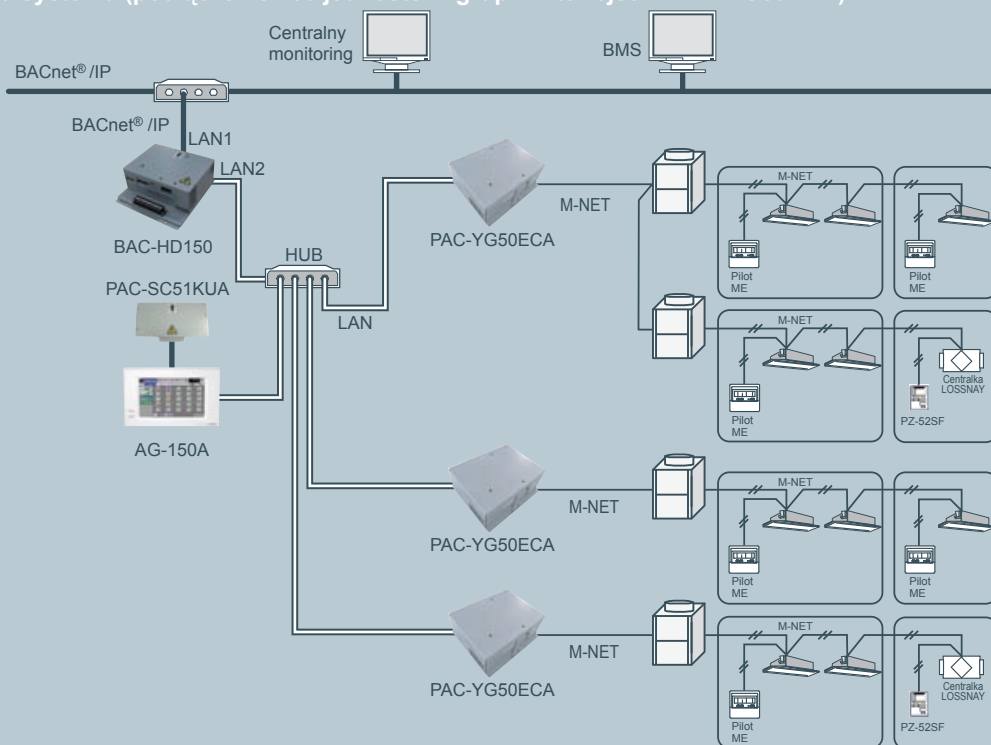 Centralny
monitoring
BMS
BACnet® /IP
BACnet® /IP
LAN1
LAN2
BAC-HD150
PAC-SC51KUA
AG-150A
HUB
LAN
PAC-YG50ECA
M-NET
M-NET
Pilot
ME
Pilot
ME
M-NET
Pilot
ME
Centralka
LOSSNAY
PZ-52SF
PAC-YG50ECA
M-NET
M-NET
Pilot
ME
Pilot
ME
PAC-YG50ECA
M-NET
M-NET
Pilot
ME
Centralka
LOSSNAY
PZ-52SF